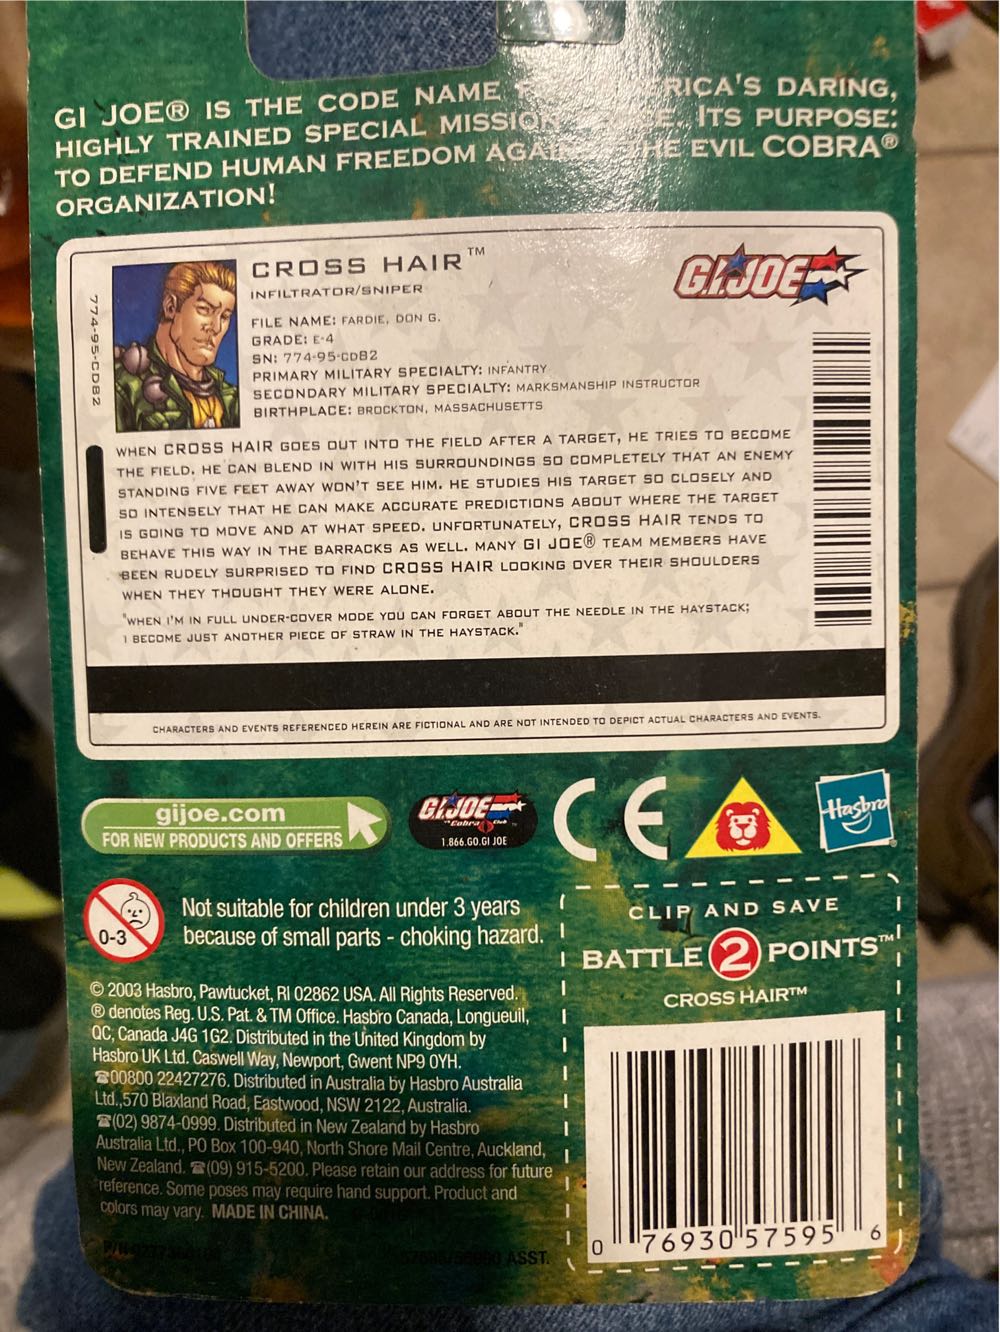 GI JOE® IS THE CODE NAME RICA'S DARING,
HIGHLY TRAINED SPECIAL MISSION ITS PURPOSE:
TO DEFEND HUMAN FREEDOM AGAINST THE EVIL COBRA®
ORGANIZATION!
CROSS HAIR™
INFILTRATOR/SNIPER
G.I.JOE
774-95-CD82
FILE NAME: FARDIE, DON G.
GRADE: E-4
SN: 774-95-CD82
PRIMARY MILITARY SPECIALTY: INFANTRY
SECONDARY MILITARY SPECIALTY: MARKSMANSHIP INSTRUCTOR
BIRTHPLACE: BROCKTON, MASSACHUSETTS
WHEN CROSS HAIR GOES OUT INTO THE FIELD AFTER A TARGET, HE TRIES TO BECOME
THE FIELD. HE CAN BLEND IN WITH HIS SURROUNDINGS SO COMPLETELY THAT AN ENEMY
STANDING FIVE FEET AWAY WON'T SEE HIM. HE STUDIES HIS TARGET SO CLOSELY AND
SO INTENSELY THAT HE CAN MAKE ACCURATE PREDICTIONS ABOUT WHERE THE TARGET
IS GOING TO MOVE AND AT WHAT SPEED. UNFORTUNATELY, CROSS HAIR TENDS TO
BEHAVE THIS WAY IN THE BARRACKS AS WELL. MANY GI JOE® TEAM MEMBERS HAVE
BEEN RUDELY SURPRISED TO FIND CROSS HAIR LOOKING OVER THEIR SHOULDERS
WHEN THEY THOUGHT THEY WERE ALONE.
"WHEN I'M IN FULL UNDER-COVER MODE YOU CAN FORGET ABOUT THE NEEDLE IN THE HAYSTACK;
I BECOME JUST ANOTHER PIECE OF STRAW IN THE HAYSTACK."
CHARACTERS AND EVENTS REFERENCED HEREIN ARE FICTIONAL AND ARE NOT INTENDED TO DEPICT ACTUAL CHARACTERS AND EVENTS.
gijoe.com
FOR NEW PRODUCTS AND OFFERS
G.I.JOE
Cobra Club
1.866.GO.GI JOE
CE
Hasbro
0-3
Not suitable for children under 3 years
because of small parts - choking hazard.
© 2003 Hasbro, Pawtucket, RI 02862 USA. All Rights Reserved.
® denotes Reg. U.S. Pat. & TM Office. Hasbro Canada, Longueuil,
QC, Canada J4G 1G2. Distributed in the United Kingdom by
Hasbro UK Ltd. Caswell Way, Newport, Gwent NP9 0YH.
☎00800 22427276. Distributed in Australia by Hasbro Australia
Ltd.,570 Blaxland Road, Eastwood, NSW 2122, Australia.
☎(02) 9874-0999. Distributed in New Zealand by Hasbro
Australia Ltd., PO Box 100-940, North Shore Mail Centre, Auckland,
New Zealand. ☎(09) 915-5200. Please retain our address for future
reference. Some poses may require hand support. Product and
colors may vary. MADE IN CHINA.
ASST.
CLIP AND SAVE
BATTLE 2 POINTS™
CROSS HAIR™
0 76930 57595 6